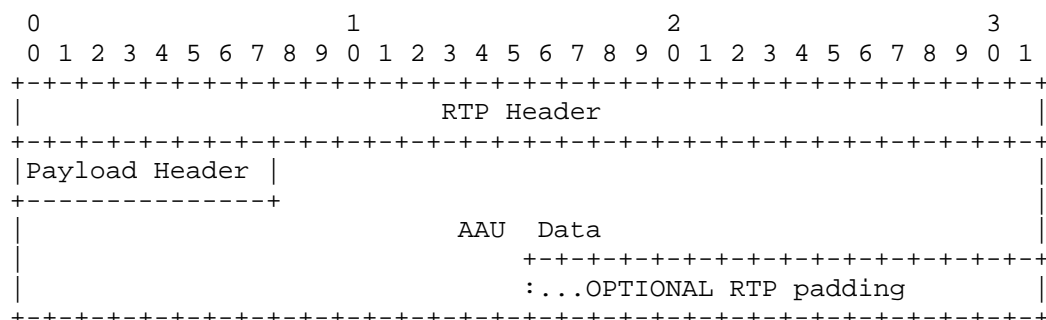 0                   1                   2                   3
 0 1 2 3 4 5 6 7 8 9 0 1 2 3 4 5 6 7 8 9 0 1 2 3 4 5 6 7 8 9 0 1
+-+-+-+-+-+-+-+-+-+-+-+-+-+-+-+-+-+-+-+-+-+-+-+-+-+-+-+-+-+-+-+-+
|                          RTP Header                           |
+-+-+-+-+-+-+-+-+-+-+-+-+-+-+-+-+-+-+-+-+-+-+-+-+-+-+-+-+-+-+-+-+
|Payload Header |                                               |
+---------------+                                               |
|                           AAU  Data                           |
|                               +-+-+-+-+-+-+-+-+-+-+-+-+-+-+-+-+
|                               :...OPTIONAL RTP padding        |
+-+-+-+-+-+-+-+-+-+-+-+-+-+-+-+-+-+-+-+-+-+-+-+-+-+-+-+-+-+-+-+-+